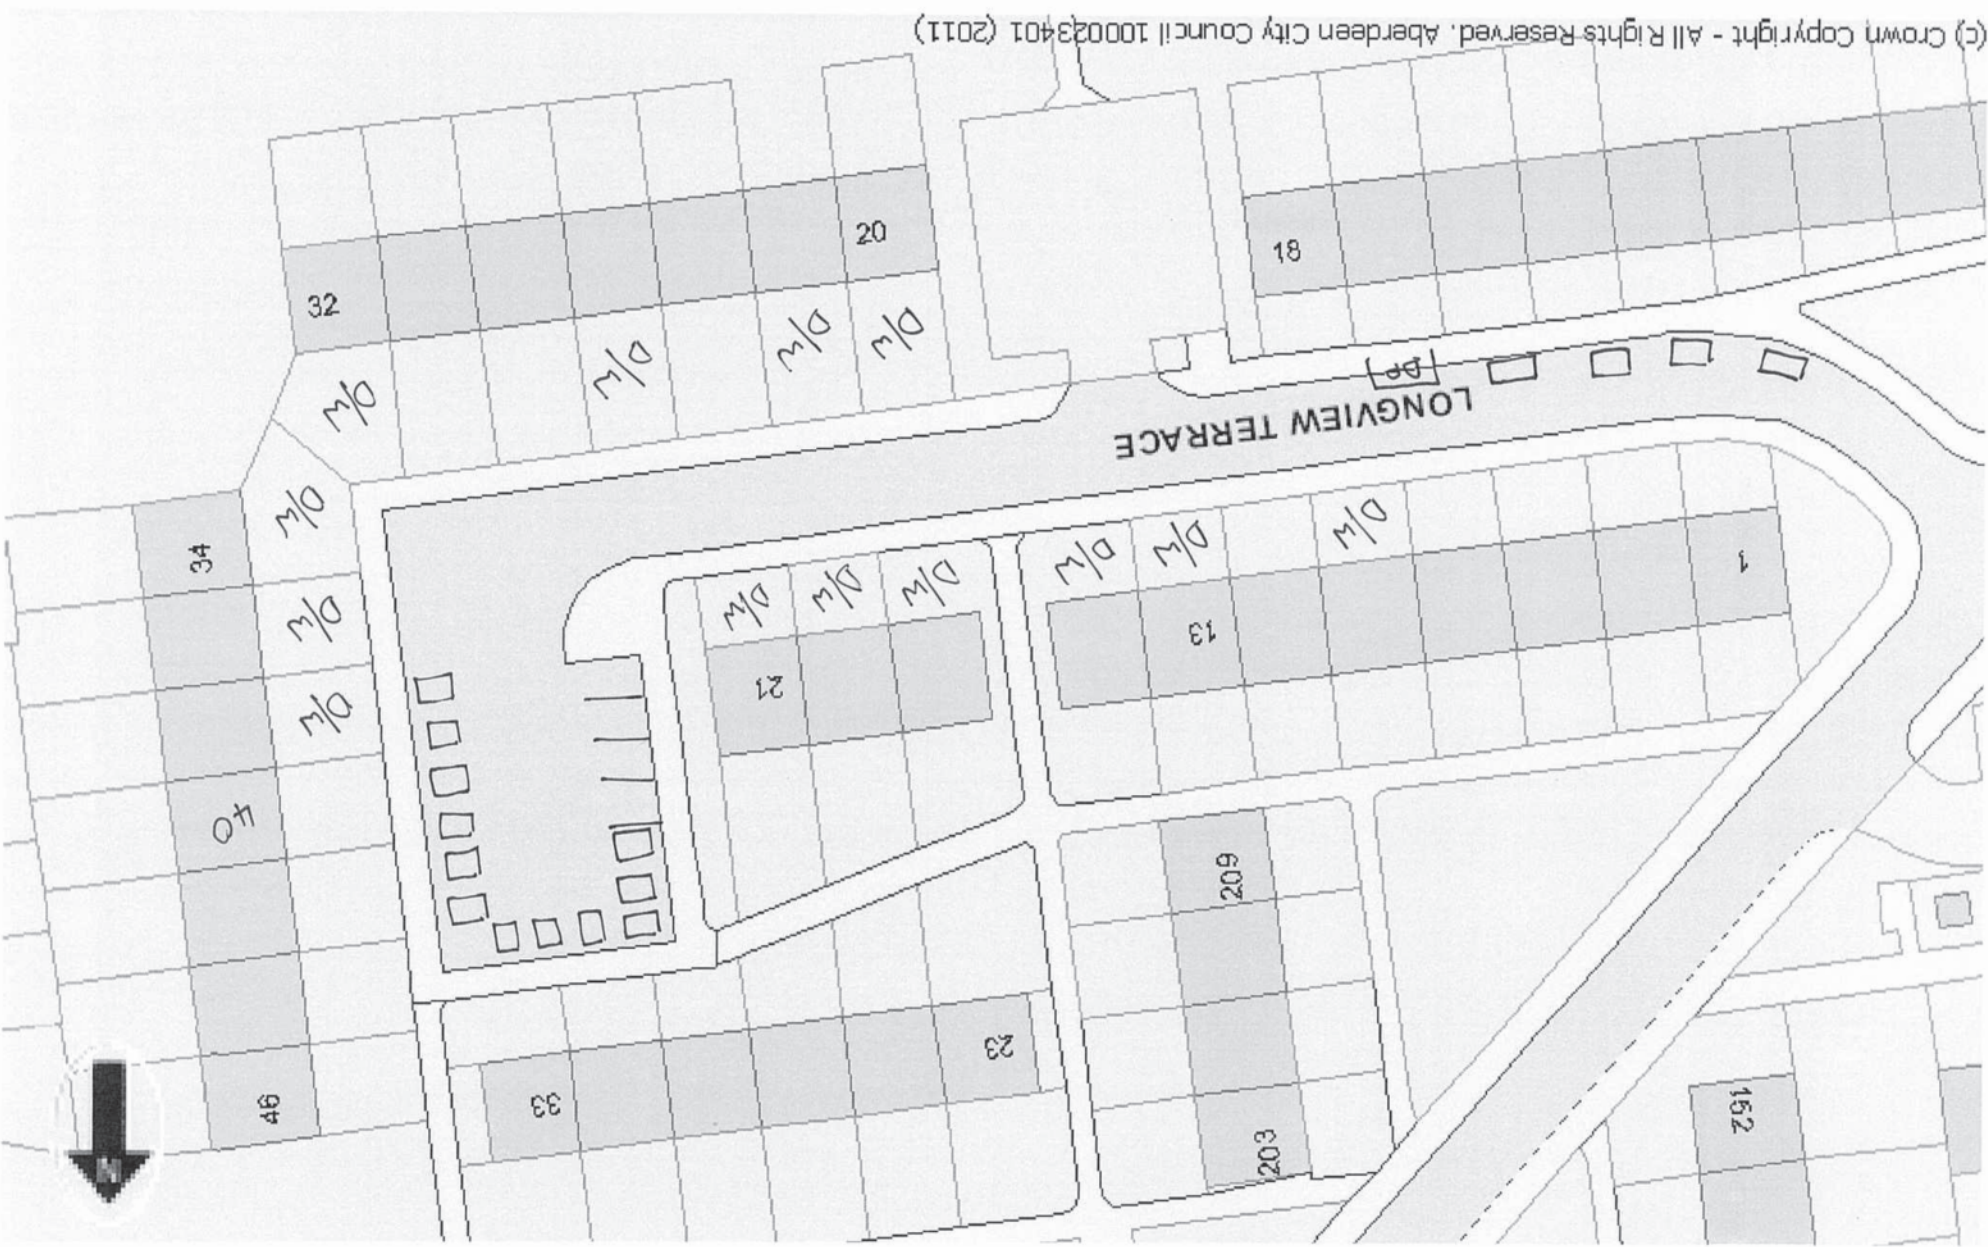 (c) Crown Copyright - All Rights Reserved. Aberdeen City Council 100023401 (2011)
20
18
32
D/W
D/W
D/W
D/W
DP
LONGVIEW TERRACE
D/W
34
D/W
D/W
D/W
1
D/W
D/W
D/W
D/W
13
D/W
21
40
209
23
33
46
203
152
N